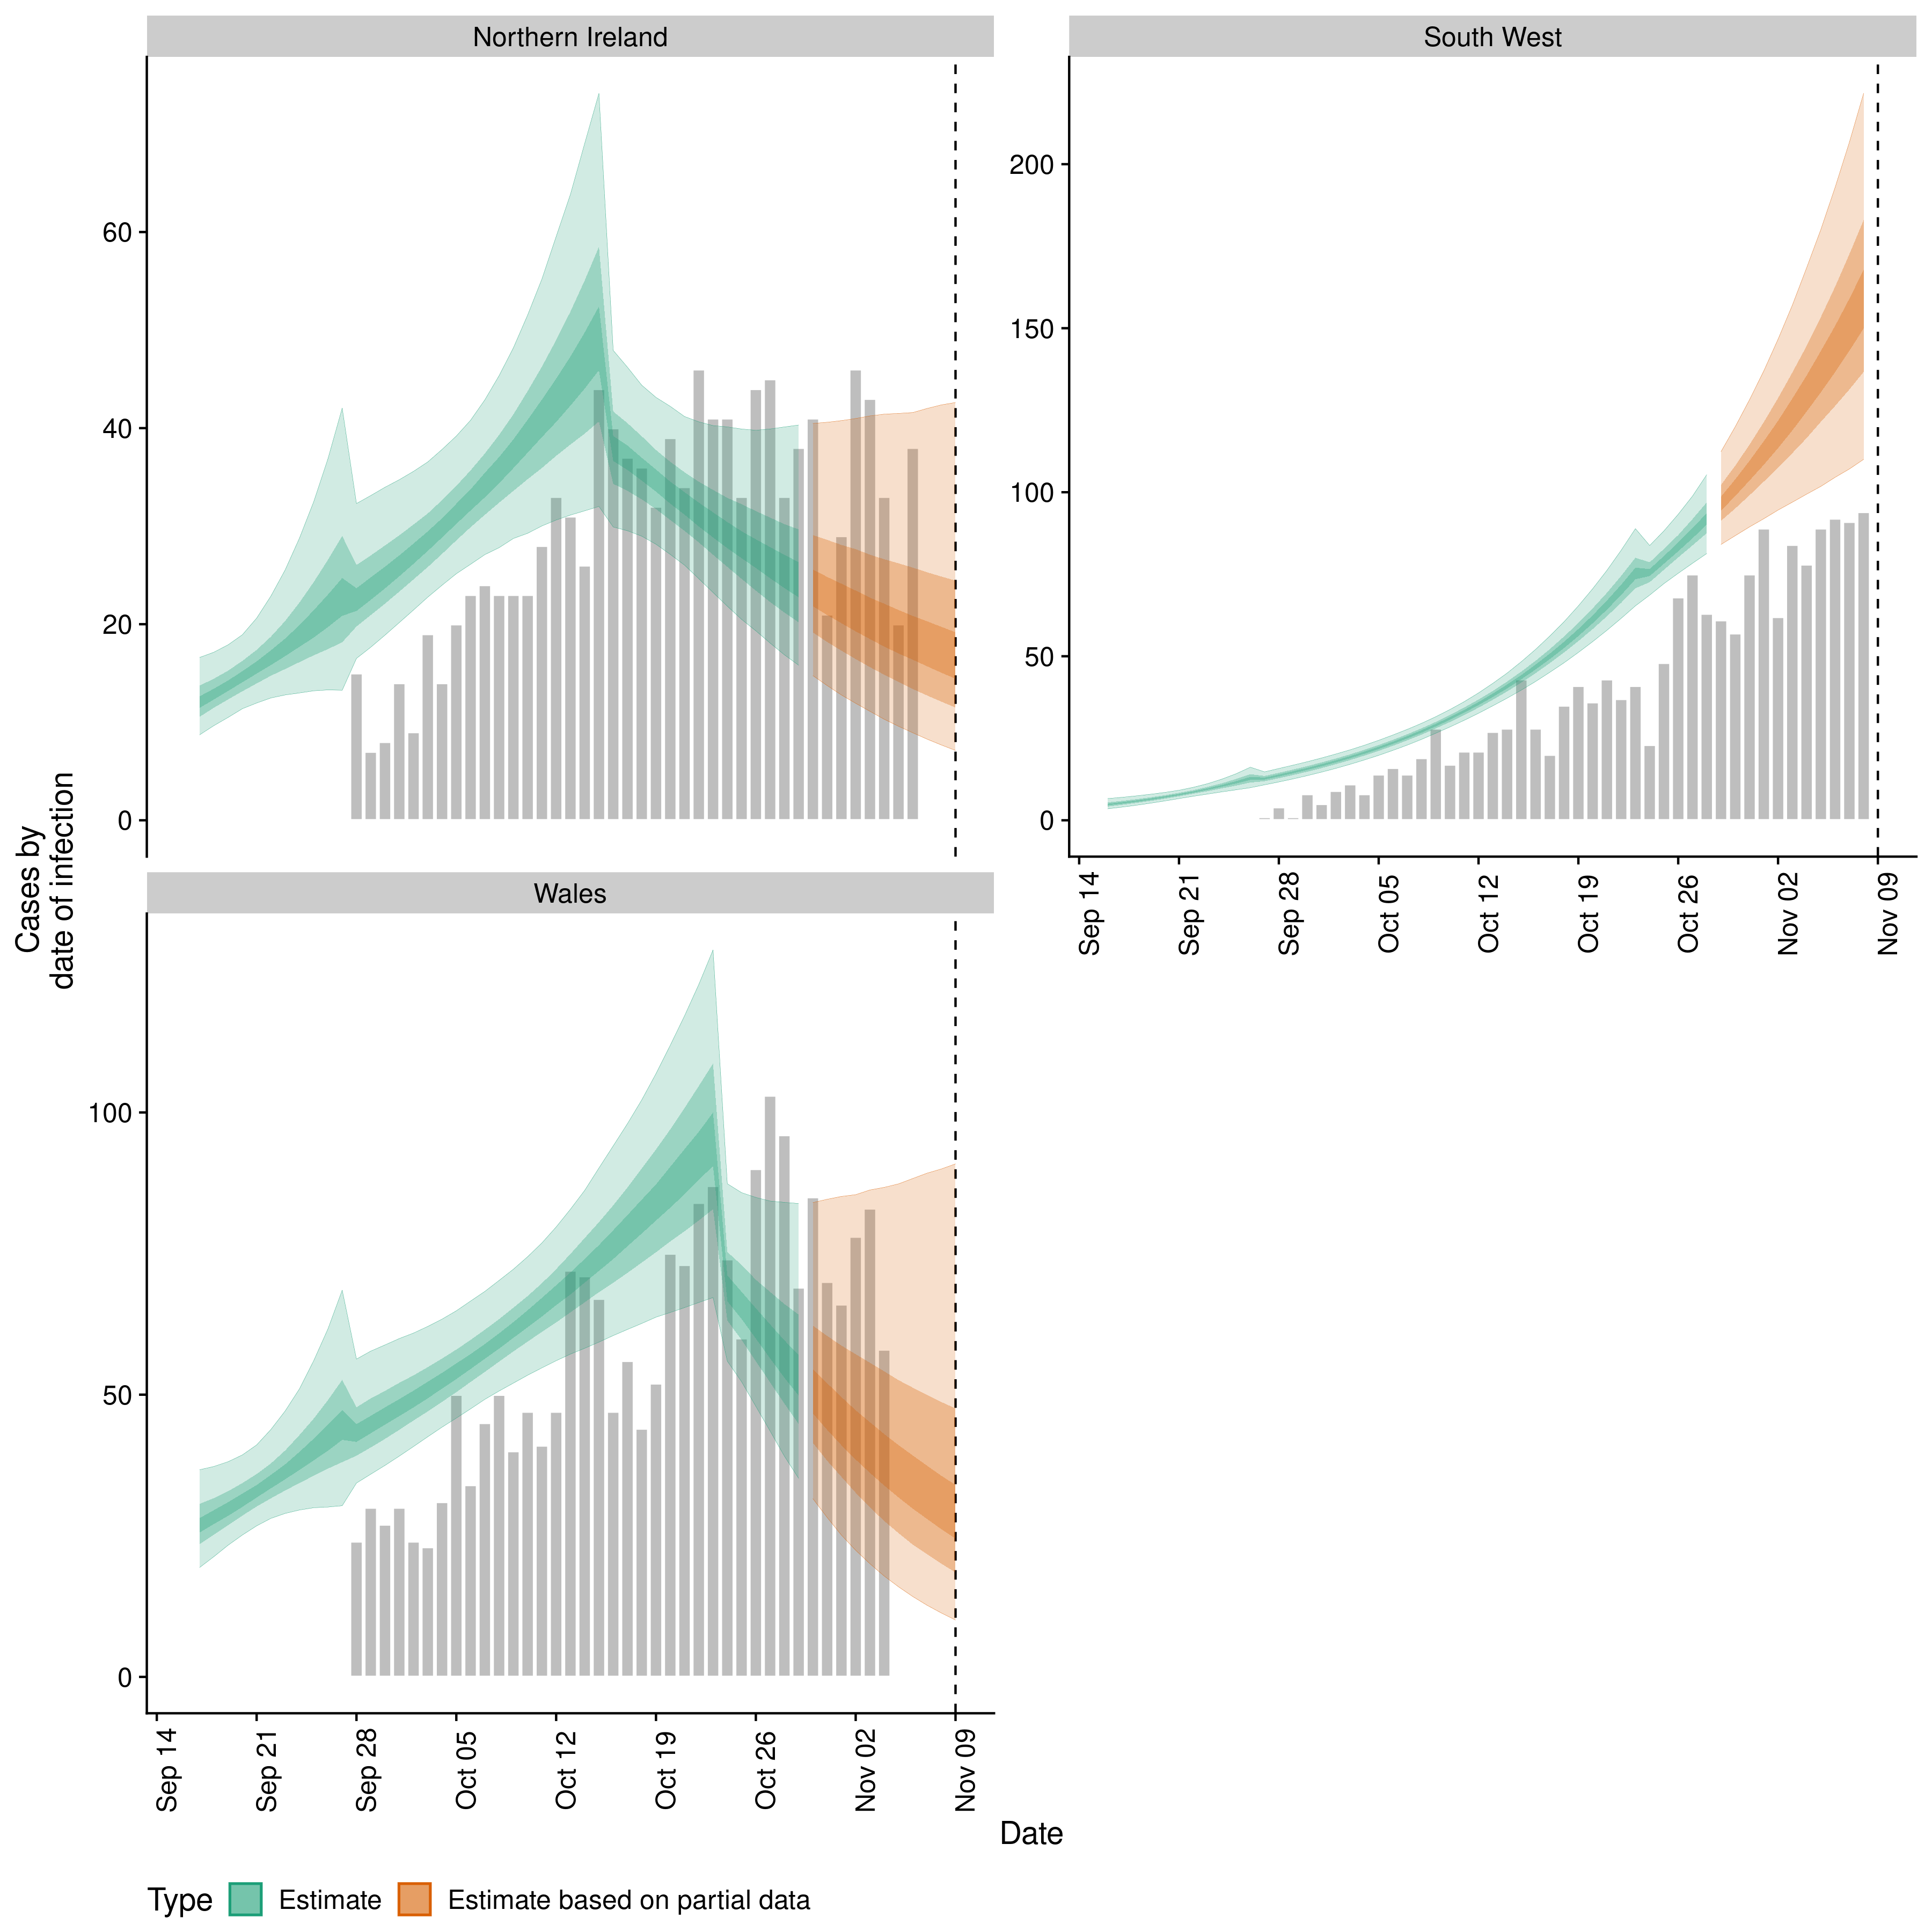 Northern Ireland
South West
60
40
20
0
200
150
100
50
0
Sep 14
Sep 21
Sep 28
Oct 05
Oct 12
Oct 19
Oct 26
Nov 02
Nov 09
Cases by
date of infection
Wales
100
50
0
Sep 14
Sep 21
Sep 28
Oct 05
Oct 12
Oct 19
Oct 26
Nov 02
Nov 09
Date
Type Estimate Estimate based on partial data